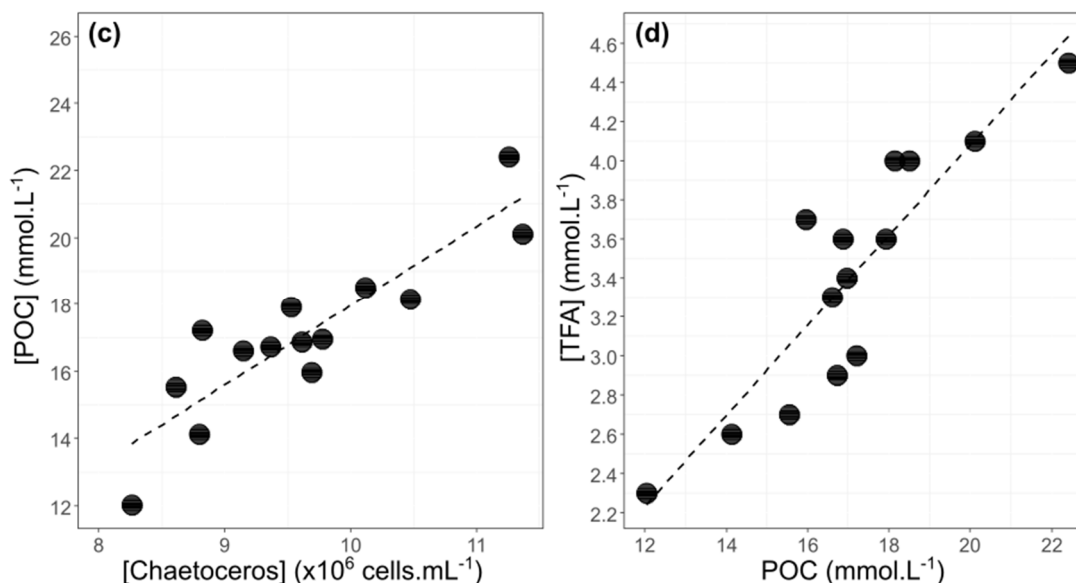 (c)
[POC] (mmol.L⁻¹)
26
24
22
20
18
16
14
12
8 9 10 11
[Chaetoceros] (x10⁶ cells.mL⁻¹)
(d)
[TFA] (mmol.L⁻¹)
4.6
4.4
4.2
4.0
3.8
3.6
3.4
3.2
3.0
2.8
2.6
2.4
2.2
12 14 16 18 20 22
POC (mmol.L⁻¹)